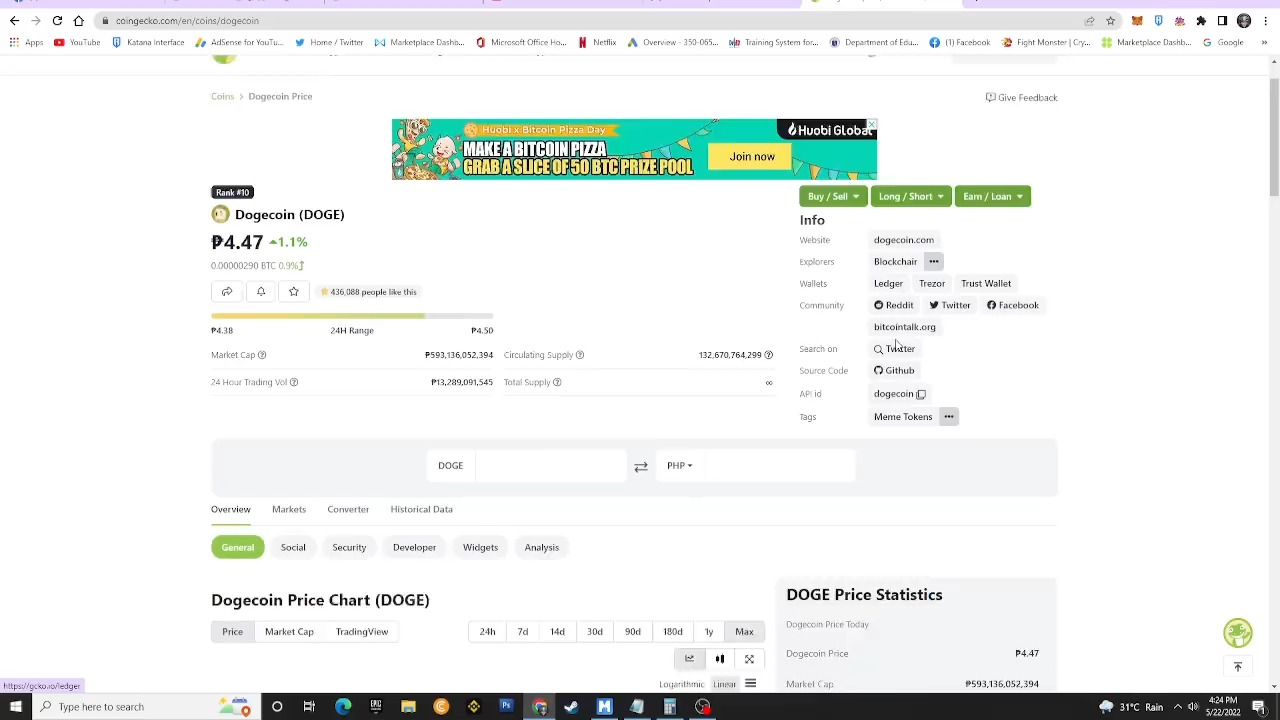 coingecko.com/en/coins/dogecoin
Apps YouTube Katana Interface AdSense for YouTu... Home / Twitter Marketplace Dashb... Microsoft Office Ho... Netflix Overview - 350-065... Training System for... Department of Edu... (1) Facebook Fight Monster | Cry... Marketplace Dashb... Google »
Coins > Dogecoin Price
Give Feedback
Huobi x Bitcoin Pizza Day
MAKE A BITCOIN PIZZA
GRAB A SLICE OF 50 BTC PRIZE POOL
Join now
Huobi Global
Rank #10
Dogecoin (DOGE)
₱4.47 1.1%
0.00000290 BTC 0.9%
436,088 people like this
₱4.38 24H Range ₱4.50
Market Cap ₱593,136,052,394 Circulating Supply 132,670,764,299
24 Hour Trading Vol ₱13,289,091,545 Total Supply ∞
Buy / Sell Long / Short Earn / Loan
Info
Website dogecoin.com
Explorers Blockchair •••
Wallets Ledger Trezor Trust Wallet
Community Reddit Twitter Facebook
bitcointalk.org
Search on Twitter
Source Code Github
API id dogecoin
Tags Meme Tokens •••
DOGE PHP
Overview Markets Converter Historical Data
General Social Security Developer Widgets Analysis
Dogecoin Price Chart (DOGE)
Price Market Cap TradingView 24h 7d 14d 30d 90d 180d 1y Max
Logarithmic Linear
DOGE Price Statistics
Dogecoin Price Today
Dogecoin Price ₱4.47
Market Cap ₱593,136,052,394
https://gcko.io/ledger
Type here to search
EPIC
Ps
31°C Rain
4:24 PM
5/22/2022